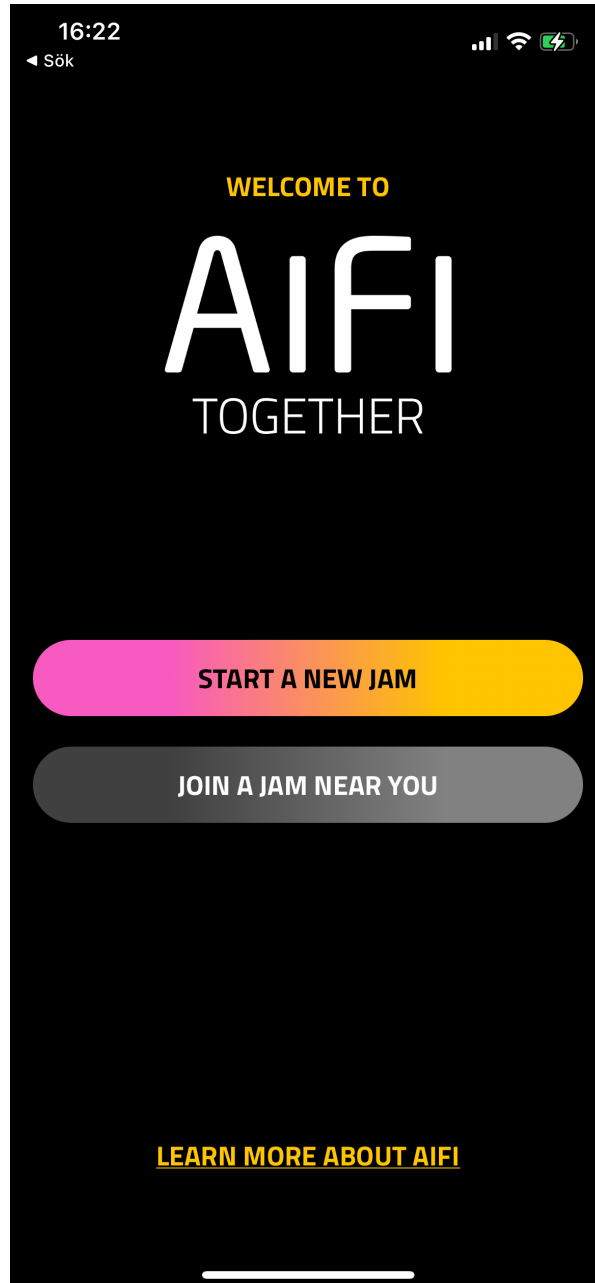 16:22
◀ Sök
WELCOME TO
AIFI
TOGETHER
START A NEW JAM
JOIN A JAM NEAR YOU
LEARN MORE ABOUT AIFI